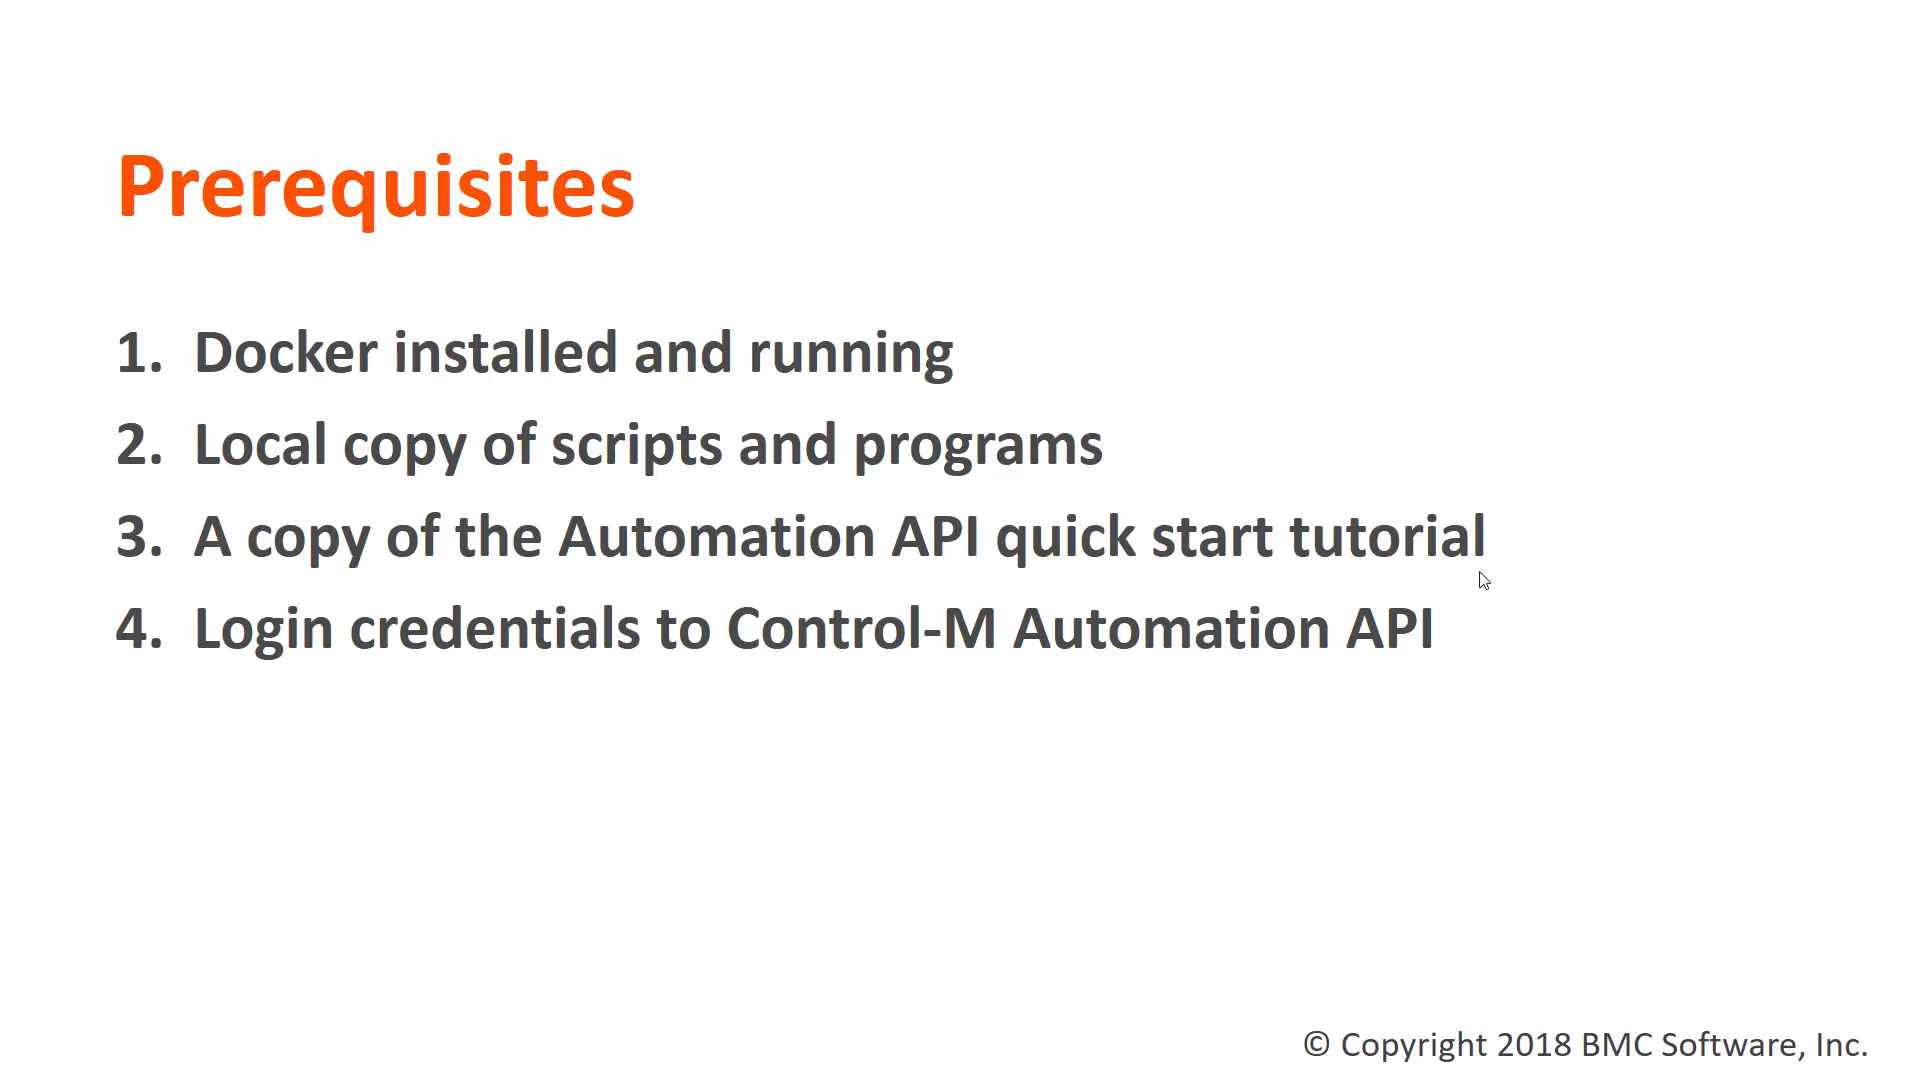 Prerequisites
1. Docker installed and running
2. Local copy of scripts and programs
3. A copy of the Automation API quick start tutorial
4. Login credentials to Control-M Automation API
© Copyright 2018 BMC Software, Inc.